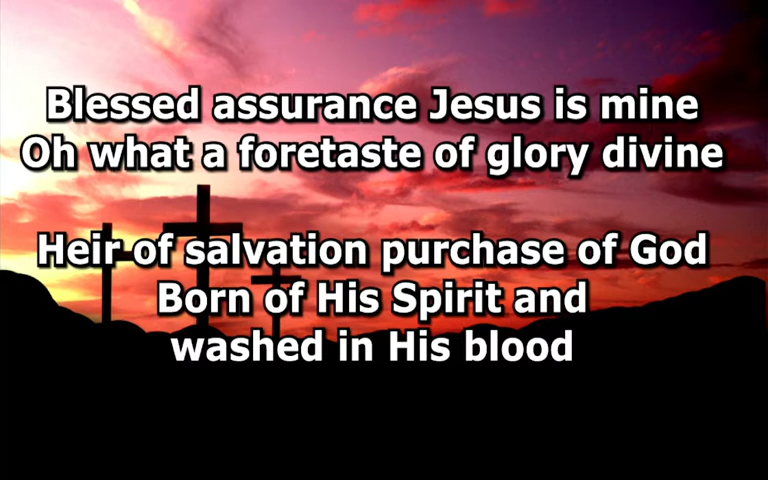 Blessed assurance Jesus is mine
Oh what a foretaste of glory divine
Heir of salvation purchase of God
Born of His Spirit and
washed in His blood